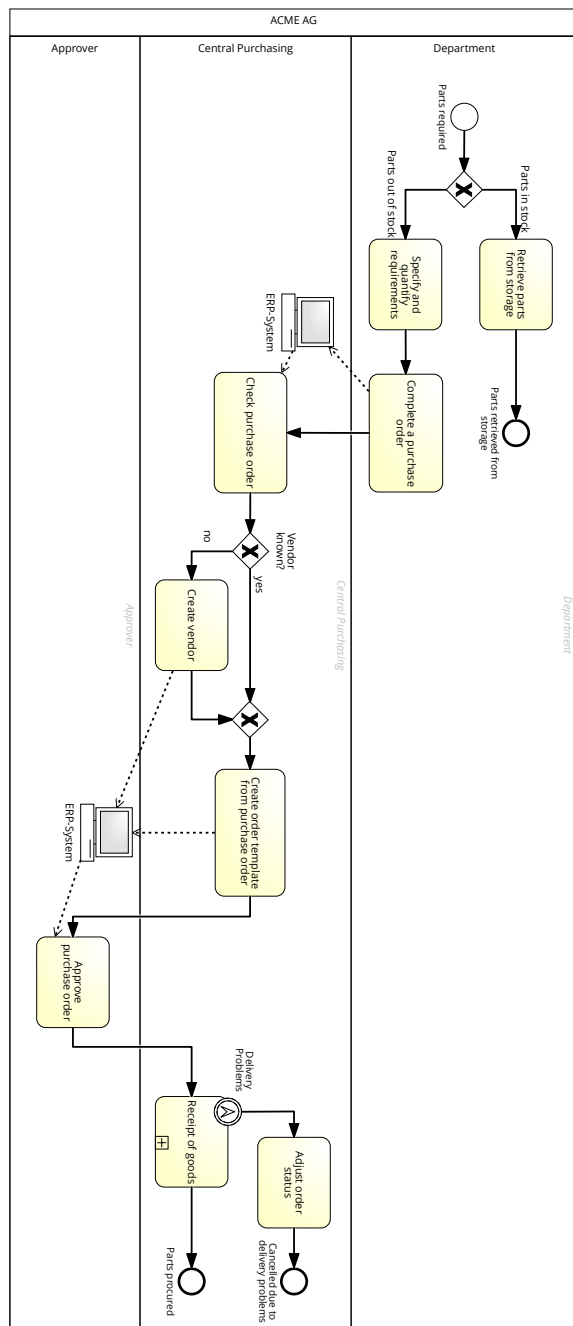 ACME AG
Department
Central Purchasing
Approver
Parts required
Parts in stock
Parts out of stock
Retrieve parts
from storage
Parts retrieved from
storage
Specify and
quantify
requirements
Complete a purchase
order
ERP-System
Check purchase order
Vendor
known?
yes
no
Create vendor
Department
Central Purchasing
Approver
Create order template
from purchase order
ERP-System
Approve
purchase order
Delivery
Problems
Receipt of goods
Adjust order
status
Cancelled due to
delivery problems
Parts procured